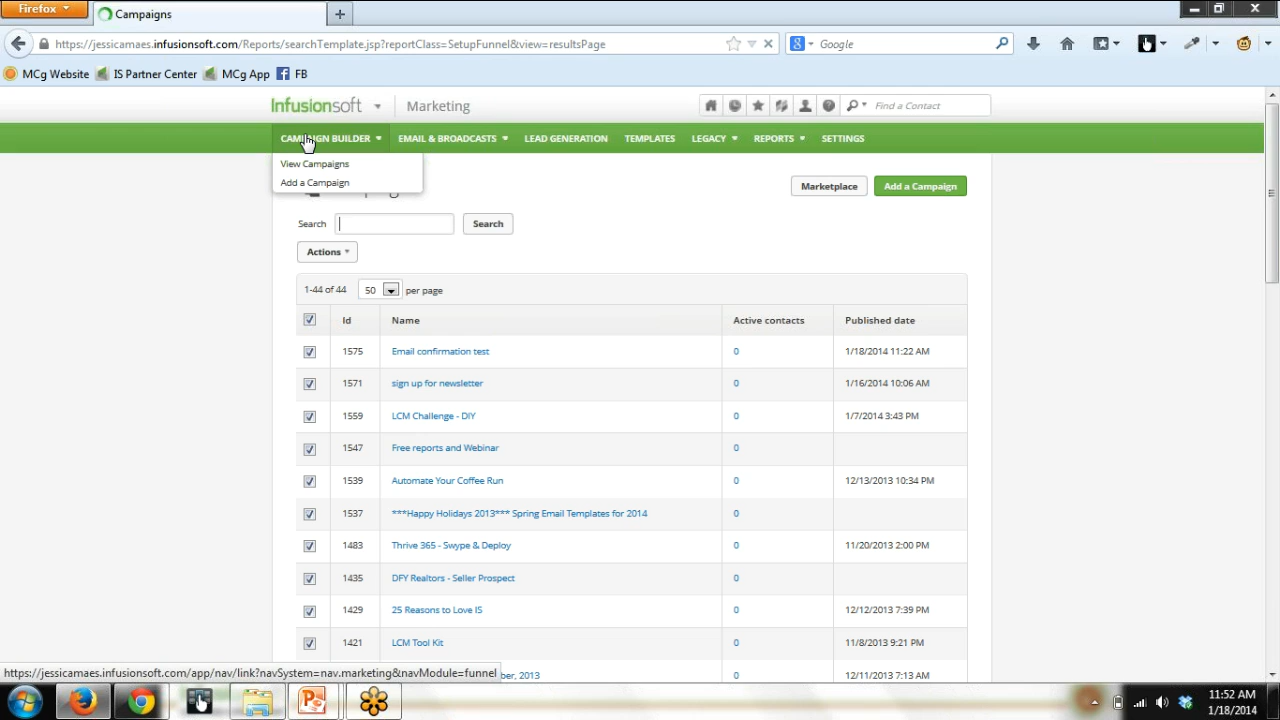 Firefox
Campaigns
https://jessicamaes.infusionsoft.com/Reports/searchTemplate.jsp?reportClass=SetupFunnel&view=resultsPage
Google
MCg Website IS Partner Center MCg App FB
Infusionsoft Marketing
Find a Contact
CAMPAIGN BUILDER EMAIL & BROADCASTS LEAD GENERATION TEMPLATES LEGACY REPORTS SETTINGS
View Campaigns
Add a Campaign
Marketplace Add a Campaign
Search Search
Actions
1-44 of 44 50 per page
Id Name Active contacts Published date
1575 Email confirmation test 0 1/18/2014 11:22 AM
1571 sign up for newsletter 0 1/16/2014 10:06 AM
1559 LCM Challenge - DIY 0 1/7/2014 3:43 PM
1547 Free reports and Webinar 0
1539 Automate Your Coffee Run 0 12/13/2013 10:34 PM
1537 ***Happy Holidays 2013*** Spring Email Templates for 2014 0
1483 Thrive 365 - Swype & Deploy 0 11/20/2013 2:00 PM
1435 DFY Realtors - Seller Prospect 0
1429 25 Reasons to Love IS 0 12/12/2013 7:39 PM
1421 LCM Tool Kit 0 11/8/2013 9:21 PM
2013 0 12/11/2013 7:13 AM
https://jessicamaes.infusionsoft.com/app/nav/link?navSystem=nav.marketing&navModule=funnel
11:52 AM
1/18/2014